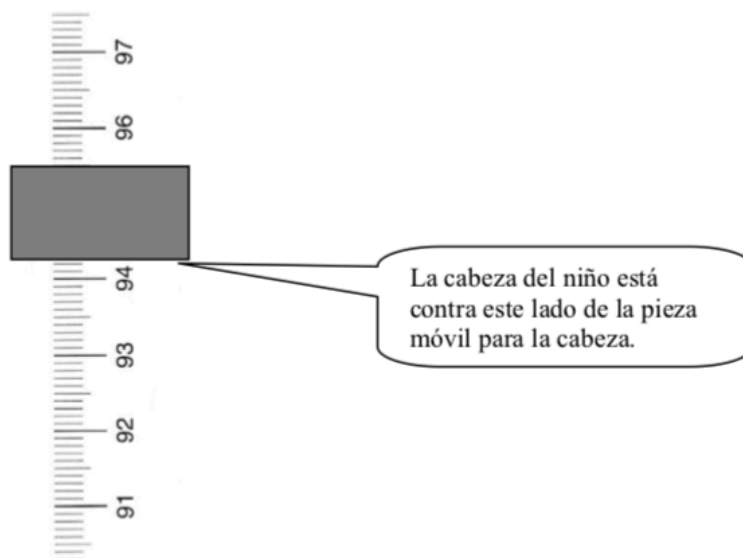 97
96
94
93
92
91
La cabeza del niño está
contra este lado de la pieza
móvil para la cabeza.